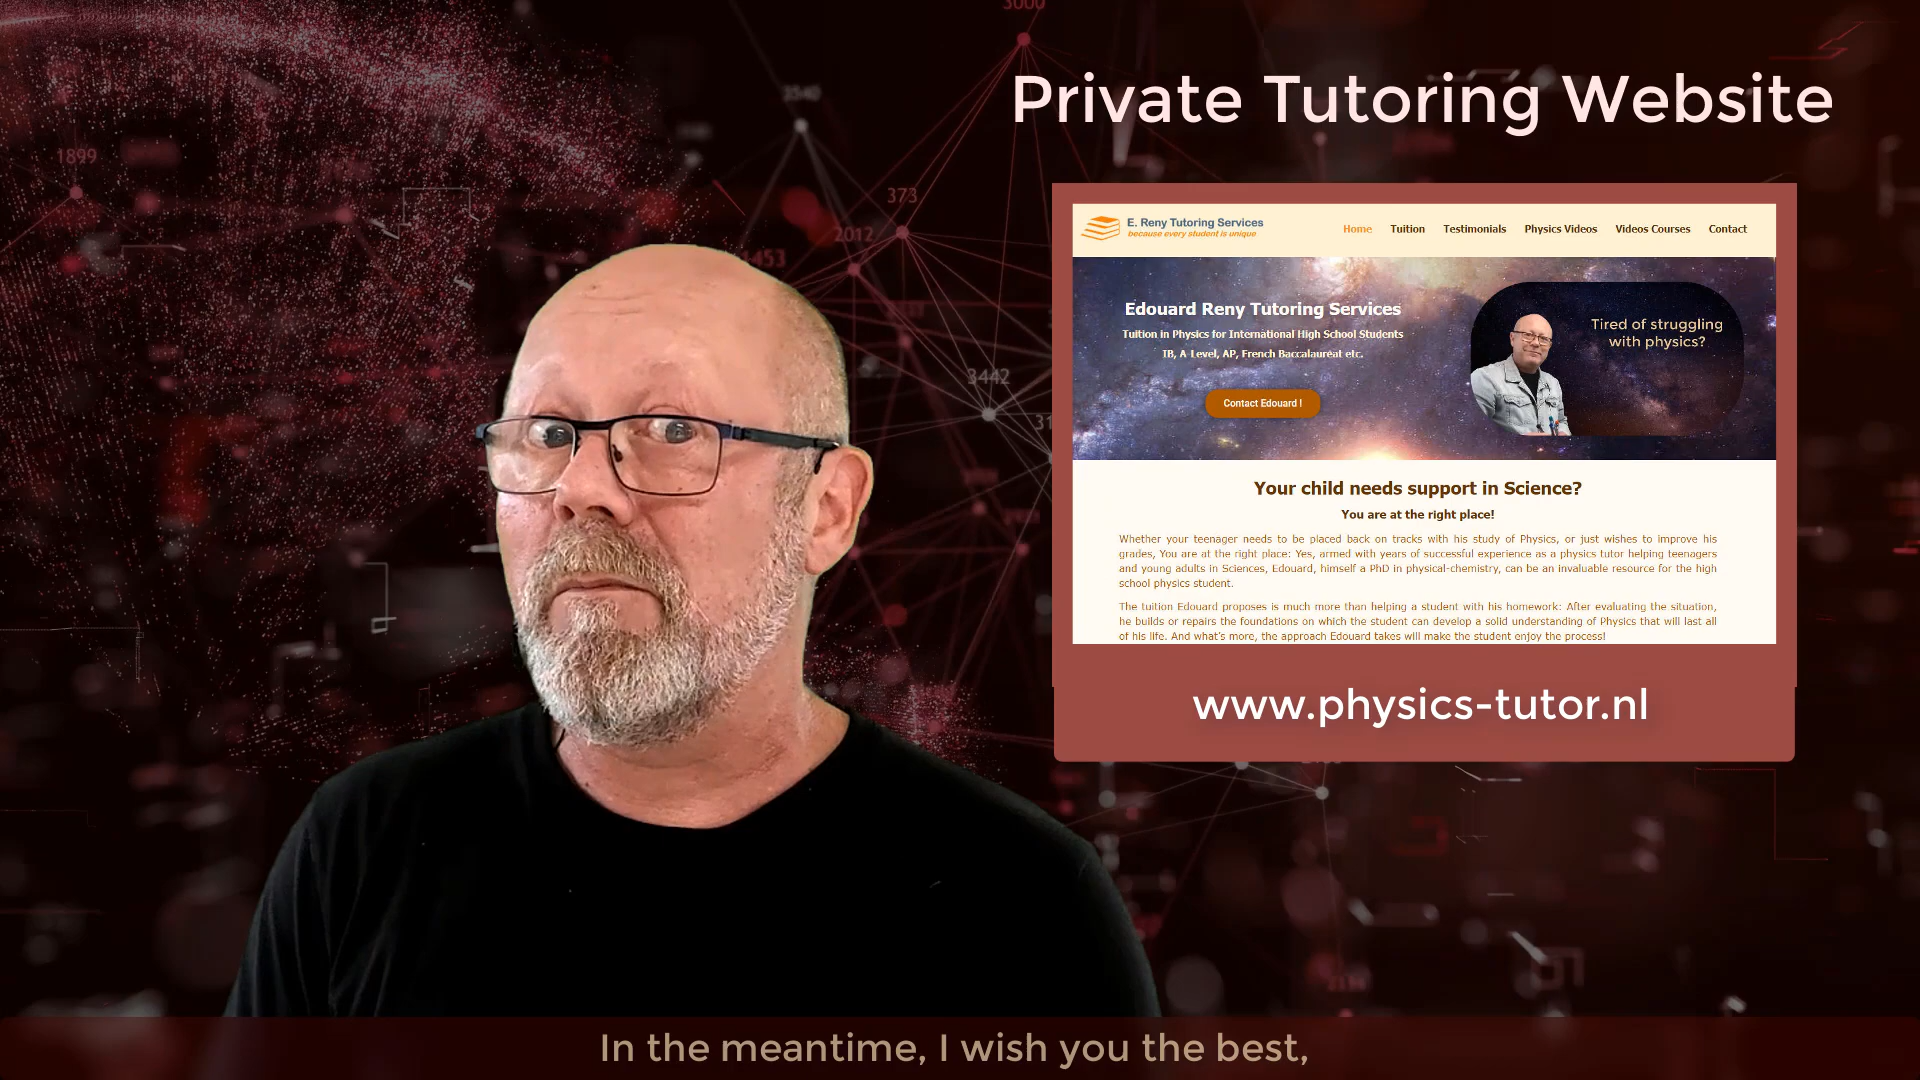 3000
Private Tutoring Website
3540
1899
373
2012
1453
3442
E. Reny Tutoring Services
because every student is unique
Home Tuition Testimonials Physics Videos Videos Courses Contact
Edouard Reny Tutoring Services
Tuition in Physics for International High School Students
IB, A-Level, AP, French Baccalauréat etc.
Contact Edouard !
Tired of struggling
with physics?
Your child needs support in Science?
You are at the right place!
Whether your teenager needs to be placed back on tracks with his study of Physics, or just wishes to improve his
grades, You are at the right place: Yes, armed with years of successful experience as a physics tutor helping teenagers
and young adults in Sciences, Edouard, himself a PhD in physical-chemistry, can be an invaluable resource for the high
school physics student.
The tuition Edouard proposes is much more than helping a student with his homework: After evaluating the situation,
he builds or repairs the foundations on which the student can develop a solid understanding of Physics that will last all
of his life. And what's more, the approach Edouard takes will make the student enjoy the process!
www.physics-tutor.nl
In the meantime, I wish you the best,